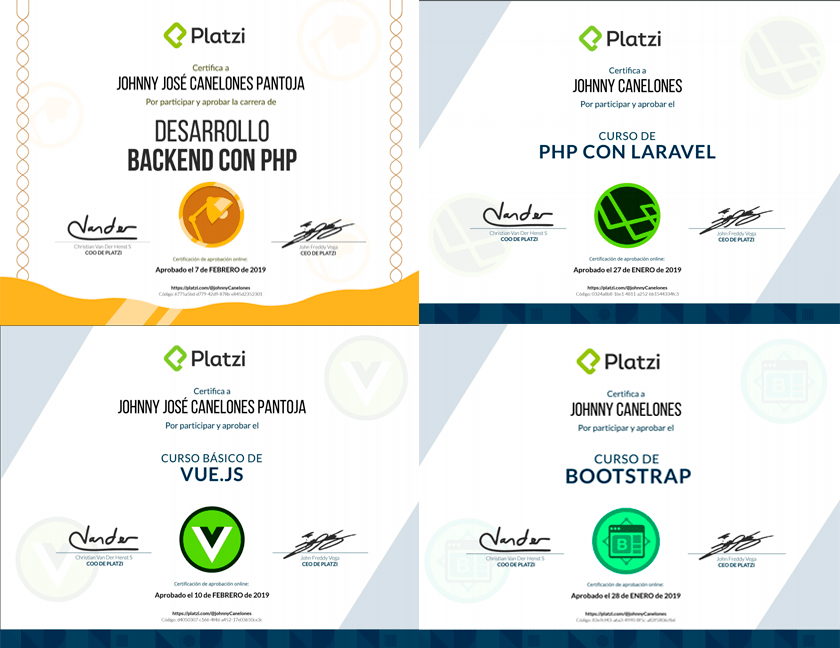 Platzi
Certifica a
JOHNNY JOSÉ CANELONES PANTOJA
Por participar y aprobar la carrera de
DESARROLLO
BACKEND CON PHP
Christian Van Der Henst S
COO DE PLATZI
John Freddy Vega
CEO DE PLATZI
Certificación de aprobación online:
Aprobado el 7 de FEBRERO de 2019
https://platzi.com/@JohnnyCanelones
Código:
Platzi
Certifica a
JOHNNY CANELONES
Por participar y aprobar el
CURSO DE
PHP CON LARAVEL
Christian Van Der Henst S
COO DE PLATZI
John Freddy Vega
CEO DE PLATZI
Certificación de aprobación online:
Aprobado el 27 de ENERO de 2019
https://platzi.com/@JohnnyCanelones
Código:
Platzi
Certifica a
JOHNNY JOSÉ CANELONES PANTOJA
Por participar y aprobar el
CURSO BÁSICO DE
VUE.JS
Christian Van Der Henst S
COO DE PLATZI
John Freddy Vega
CEO DE PLATZI
Certificación de aprobación online:
Aprobado el 10 de FEBRERO de 2019
https://platzi.com/@JohnnyCanelones
Código:
Platzi
Certifica a
JOHNNY CANELONES
Por participar y aprobar el
CURSO DE
BOOTSTRAP
B
Christian Van Der Henst S
COO DE PLATZI
John Freddy Vega
CEO DE PLATZI
Certificación de aprobación online:
Aprobado el 28 de ENERO de 2019
https://platzi.com/@JohnnyCanelones
Código: